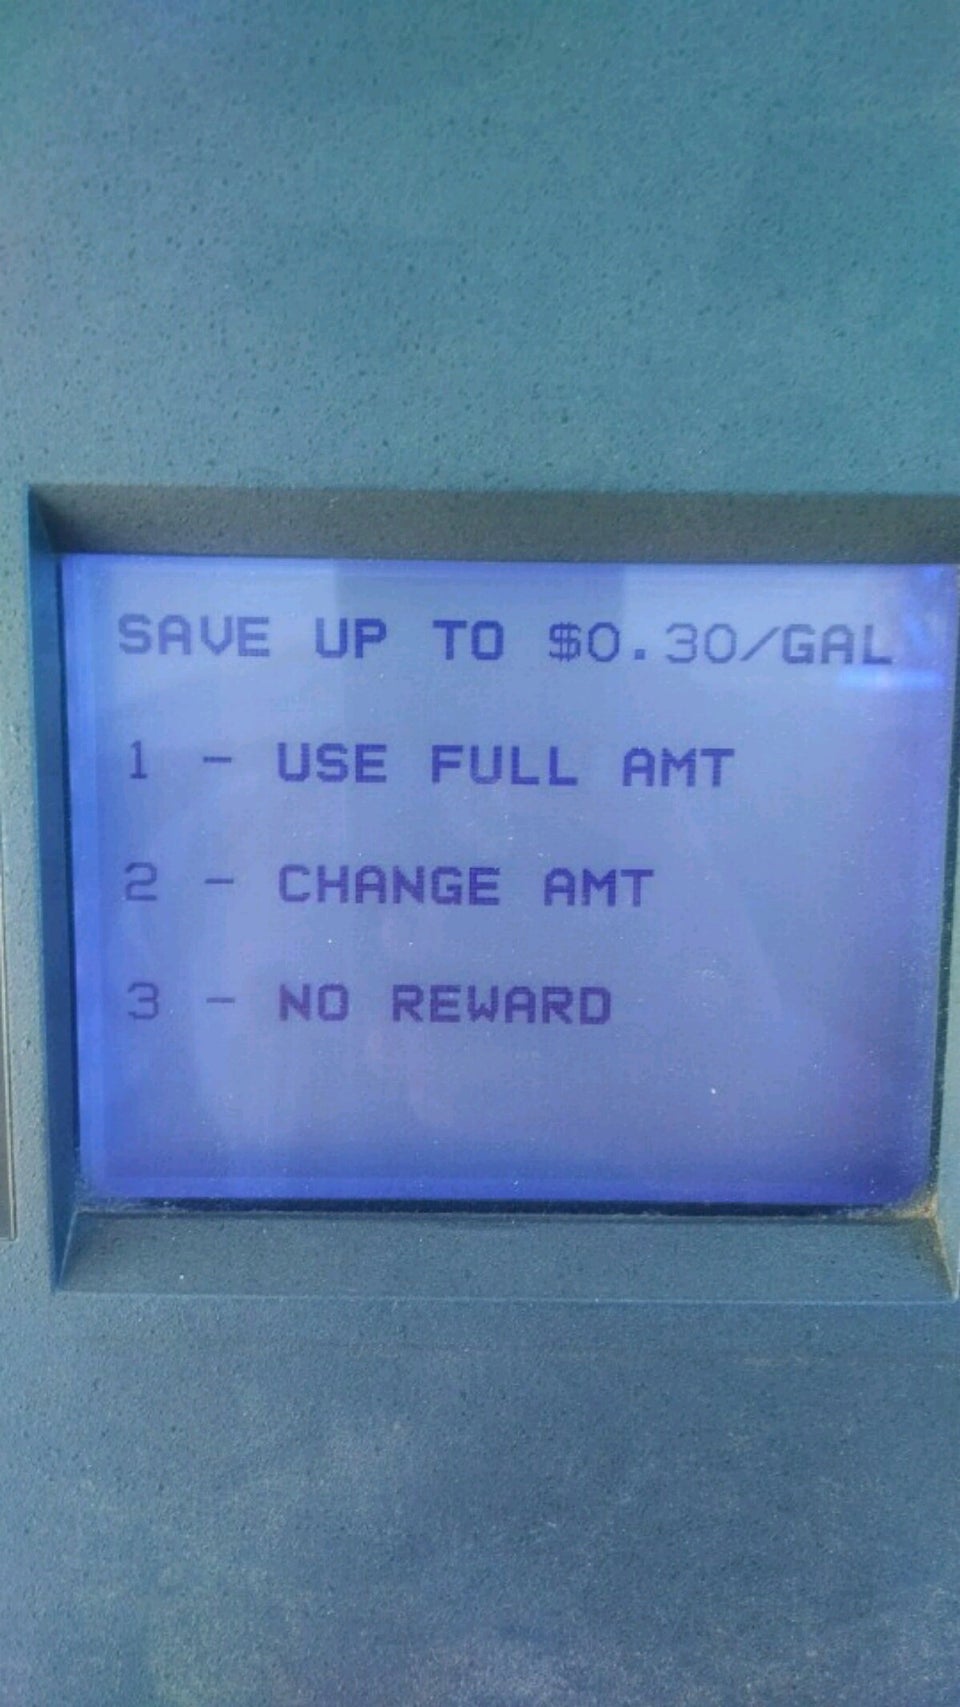 SAVE UP TO $0.30/GAL
1 - USE FULL AMT
2 - CHANGE AMT
3 - NO REWARD